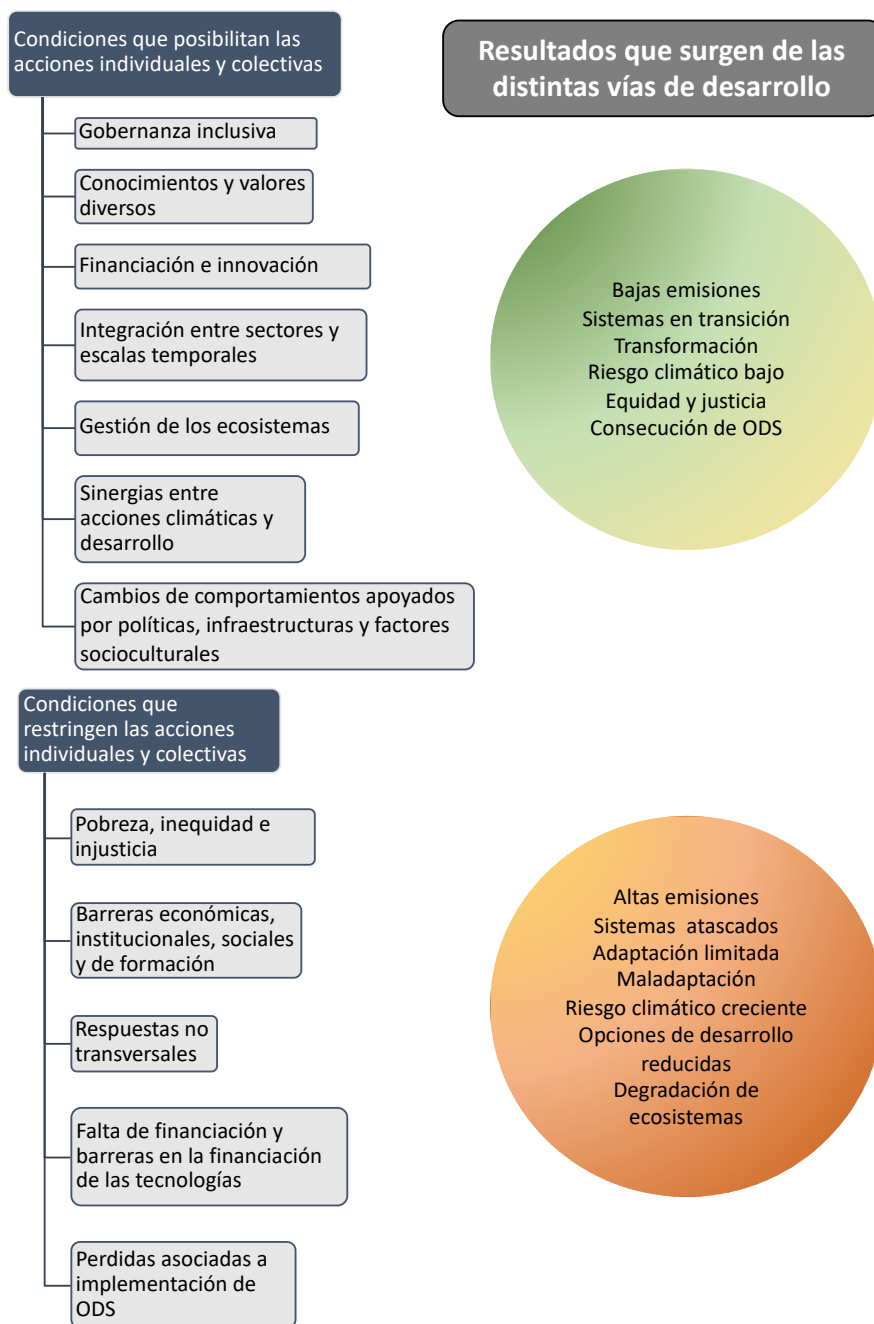 Condiciones que posibilitan las
acciones individuales y colectivas
Gobernanza inclusiva
Conocimientos y valores
diversos
Financiación e innovación
Integración entre sectores y
escalas temporales
Gestión de los ecosistemas
Sinergias entre
acciones climáticas y
desarrollo
Cambios de comportamientos apoyados
por políticas, infraestructuras y factores
socioculturales
Resultados que surgen de las
distintas vías de desarrollo
Bajas emisiones
Sistemas en transición
Transformación
Riesgo climático bajo
Equidad y justicia
Consecución de ODS
Condiciones que
restringen las acciones
individuales y colectivas
Pobreza, inequidad e
injusticia
Barreras económicas,
institucionales, sociales
y de formación
Respuestas no
transversales
Falta de financiación y
barreras en la financiación
de las tecnologías
Perdidas asociadas a
implementación de
ODS
Altas emisiones
Sistemas atascados
Adaptación limitada
Maladaptación
Riesgo climático creciente
Opciones de desarrollo
reducidas
Degradación de
ecosistemas